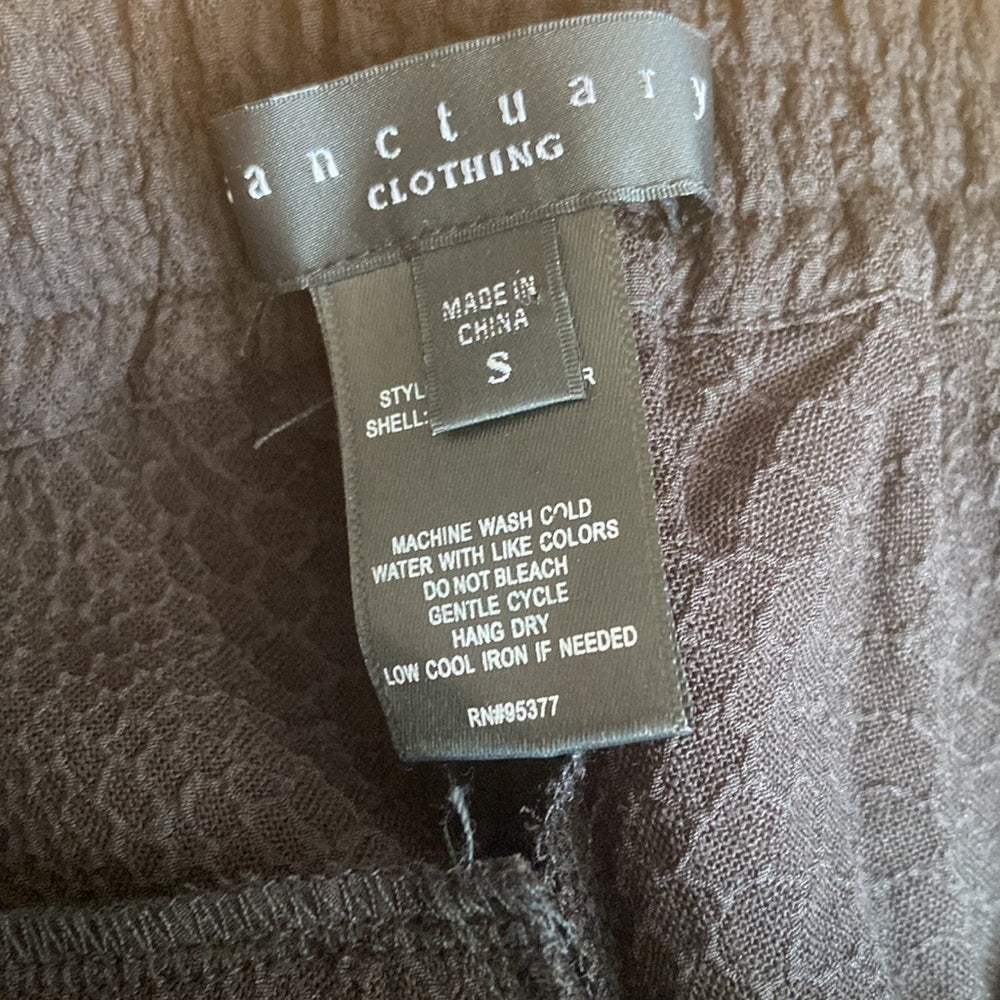 anctuary
CLOTHING
MADE IN
CHINA
S
STYL R
SHELL:
MACHINE WASH COLD
WATER WITH LIKE COLORS
DO NOT BLEACH
GENTLE CYCLE
HANG DRY
LOW COOL IRON IF NEEDED
RN#95377